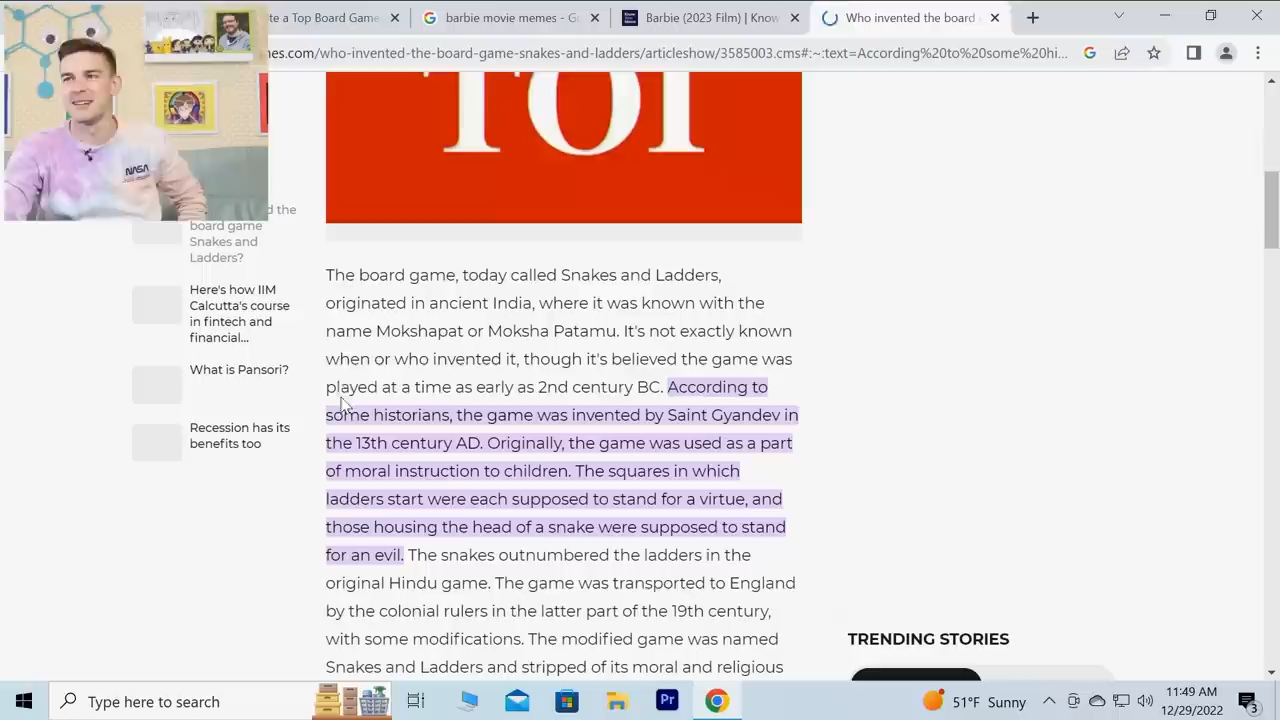 te a Top Board Game
barbie movie memes - G
Barbie (2023 Film) | Know
Who invented the board
mes.com/who-invented-the-board-game-snakes-and-ladders/articleshow/3585003.cms#:~:text=According%20to%20some%20hi...
TOI
NASA
d the
board game
Snakes and
Ladders?
Here's how IIM
Calcutta's course
in fintech and
financial...
What is Pansori?
Recession has its
benefits too
The board game, today called Snakes and Ladders,
originated in ancient India, where it was known with the
name Mokshapat or Moksha Patamu. It's not exactly known
when or who invented it, though it's believed the game was
played at a time as early as 2nd century BC. According to
some historians, the game was invented by Saint Gyandev in
the 13th century AD. Originally, the game was used as a part
of moral instruction to children. The squares in which
ladders start were each supposed to stand for a virtue, and
those housing the head of a snake were supposed to stand
for an evil. The snakes outnumbered the ladders in the
original Hindu game. The game was transported to England
by the colonial rulers in the latter part of the 19th century,
with some modifications. The modified game was named
Snakes and Ladders and stripped of its moral and religious
TRENDING STORIES
Type here to search
Pr
51°F Sunny
11:49 AM
12/29/2022
3